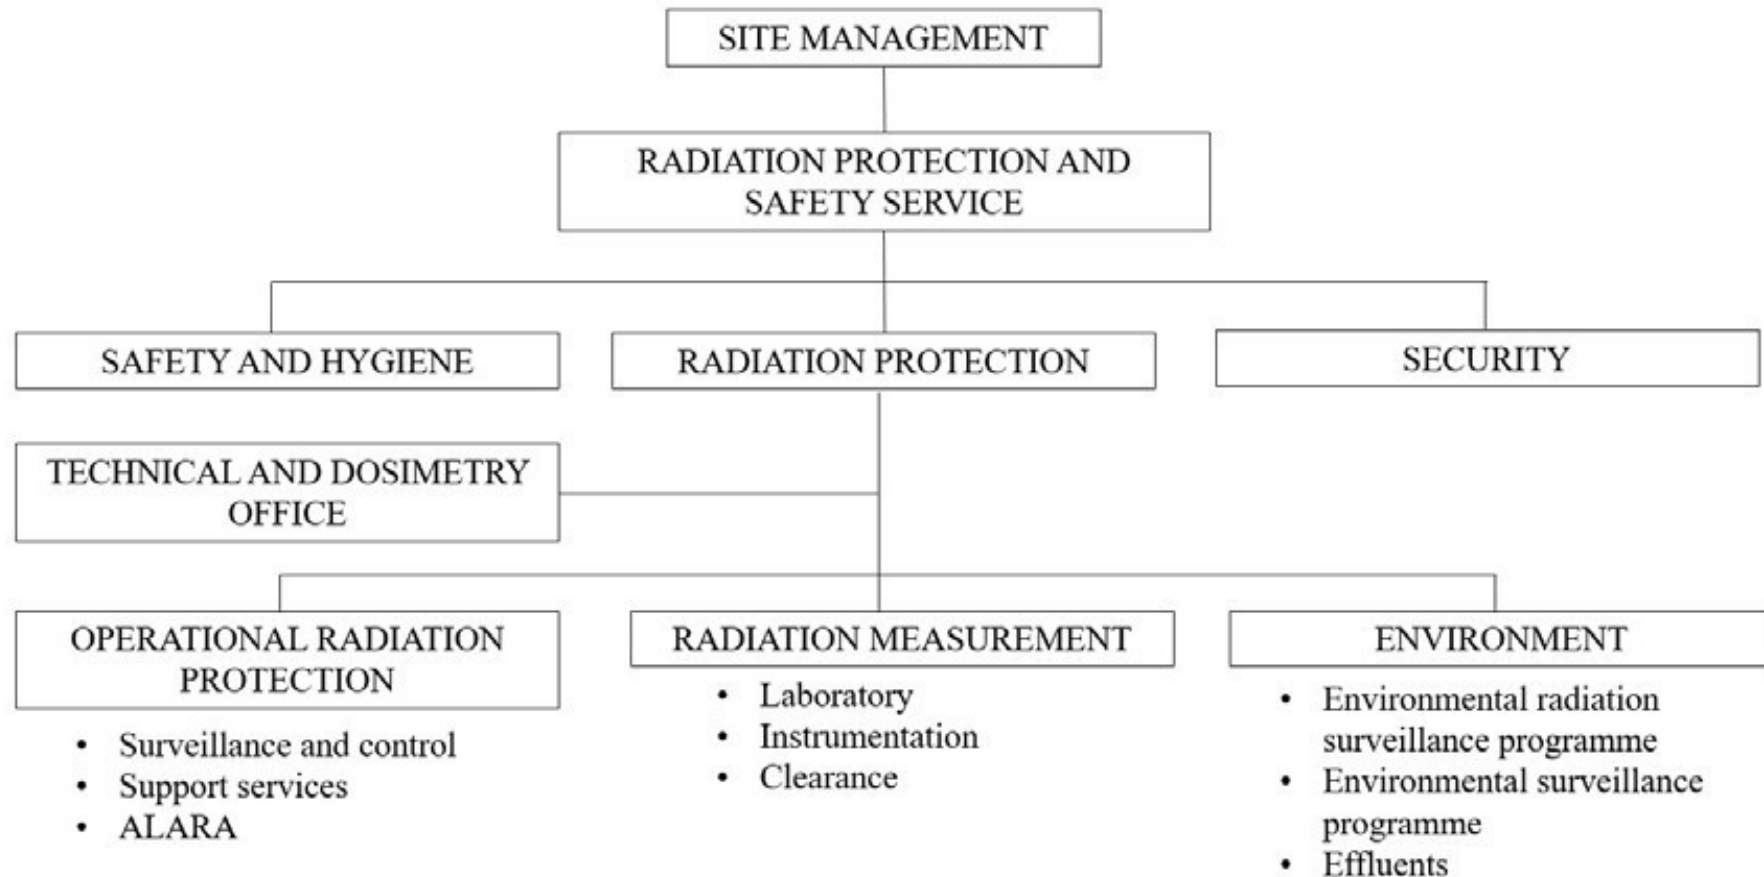 SITE MANAGEMENT
RADIATION PROTECTION AND
SAFETY SERVICE
SAFETY AND HYGIENE
RADIATION PROTECTION
SECURITY
TECHNICAL AND DOSIMETRY
OFFICE
OPERATIONAL RADIATION
PROTECTION
• Surveillance and control
• Support services
• ALARA
RADIATION MEASUREMENT
• Laboratory
• Instrumentation
• Clearance
ENVIRONMENT
• Environmental radiation
surveillance programme
• Environmental surveillance
programme
• Effluents